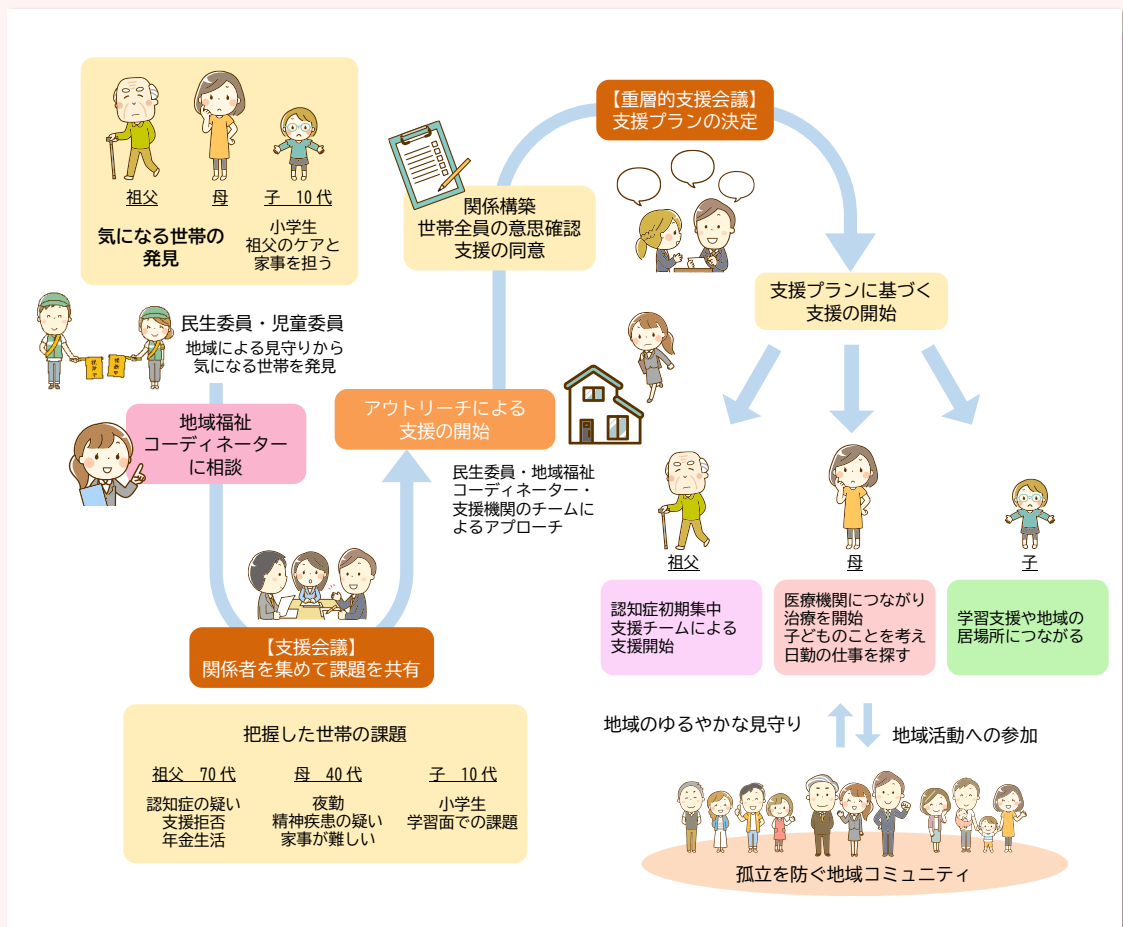 祖父
母
子　10代
気になる世帯の
発見
小学生
祖父のケアと
家事を担う
民生委員・児童委員
地域による見守りから
気になる世帯を発見
地域福祉
コーディネーター
に相談
【支援会議】
関係者を集めて課題を共有
把握した世帯の課題
祖父　70代
認知症の疑い
支援拒否
年金生活
母　40代
夜勤
精神疾患の疑い
家事が難しい
子　10代
小学生
学習面での課題
アウトリーチによる
支援の開始
民生委員・地域福祉
コーディネーター・
支援機関のチームに
よるアプローチ
関係構築
世帯全員の意思確認
支援の同意
【重層的支援会議】
支援プランの決定
支援プランに基づく
支援の開始
祖父
認知症初期集中
支援チームによる
支援開始
母
医療機関につながり
治療を開始
子どものことを考え
日勤の仕事を探す
子
学習支援や地域の
居場所につながる
地域のゆるやかな見守り
地域活動への参加
孤立を防ぐ地域コミュニティ